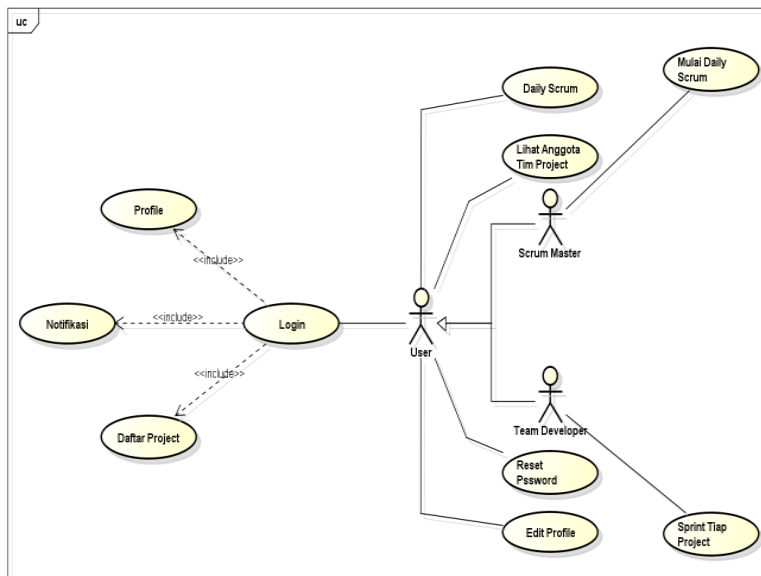 uc
Mulai Daily
Scrum
Daily Scrum
Lihat Anggota
Tim Project
Profile
Scrum Master
<<include>>
Notifikasi
<<include>>
Login
User
<<include>>
Daftar Project
Team Developer
Reset
Pssword
Edit Profile
Sprint Tiap
Project